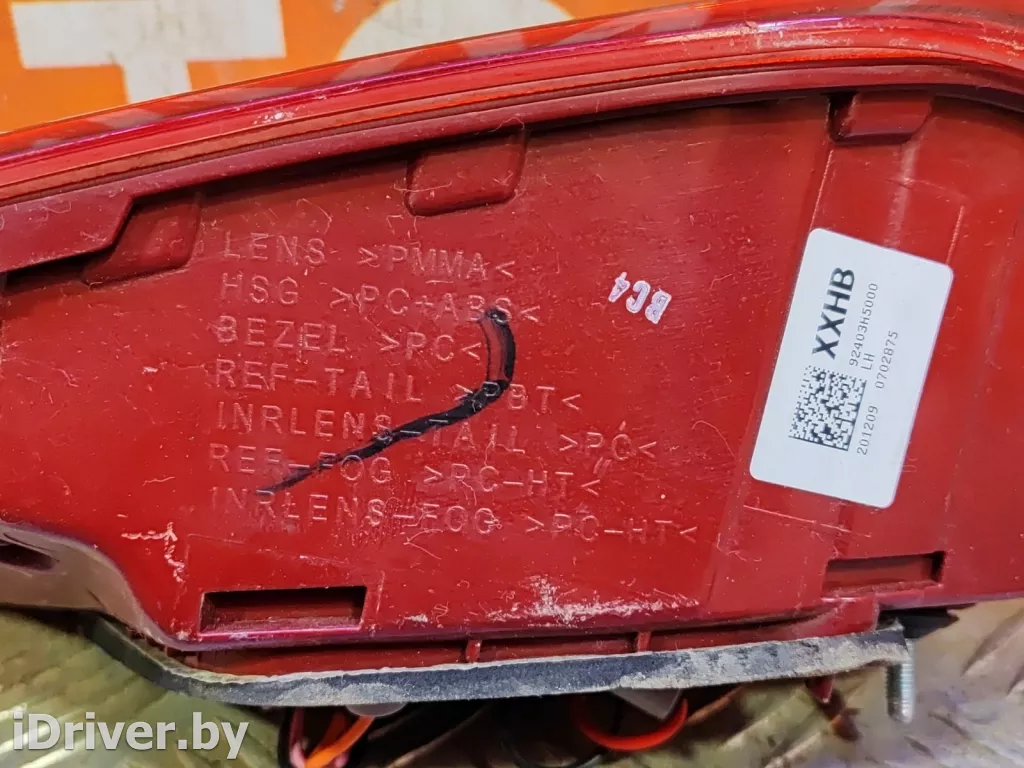 LENS >PMMA<
HSG >PC+ABS<
BEZEL >PC<
REF-TAIL >PBT<
INRLENS-TAIL >PC<
REF-FOG >PC-HT<
INRLENS-FOG >PC-HT<
BC4
XXHB
92403H5000
LH
201209 0702875
iDriver.by